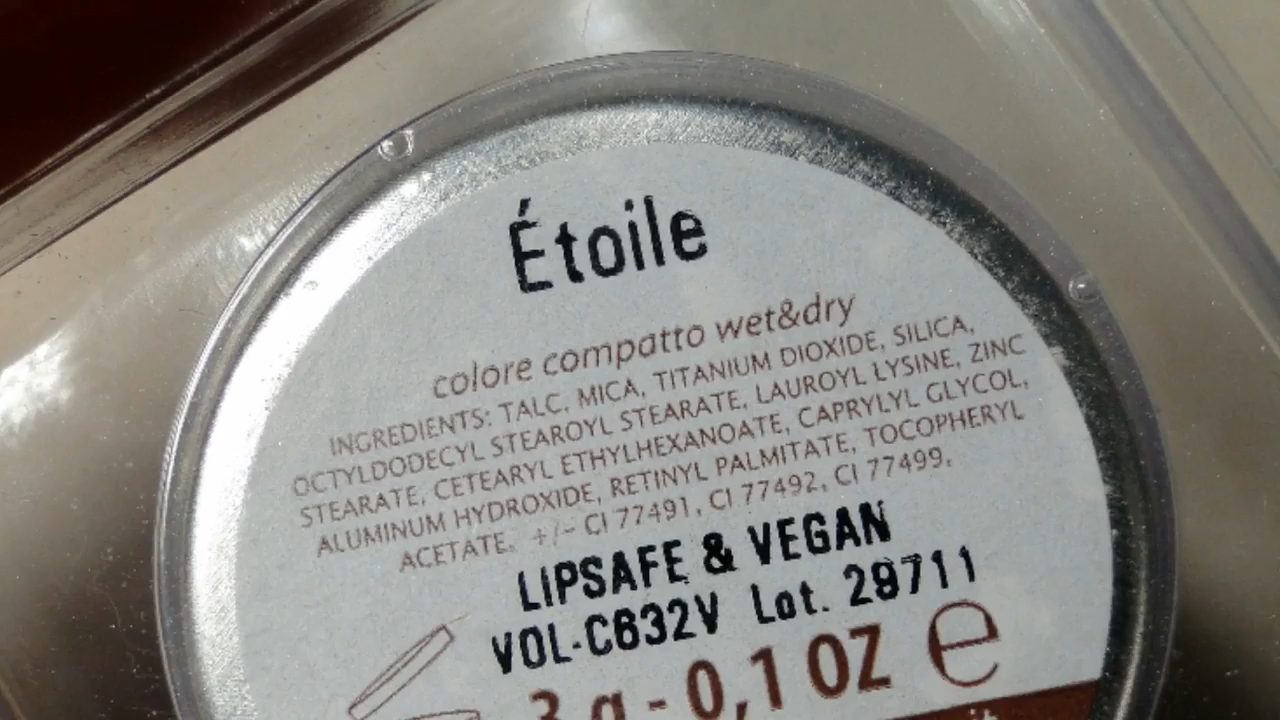 Étoile
colore compatto wet&dry
INGREDIENTS: TALC, MICA, TITANIUM DIOXIDE, SILICA,
OCTYLDODECYL STEAROYL STEARATE, LAUROYL LYSINE, ZINC
STEARATE, CETEARYL ETHYLHEXANOATE, CAPRYLYL GLYCOL,
ALUMINUM HYDROXIDE, RETINYL PALMITATE, TOCOPHERYL
ACETATE. +/- CI 77491, CI 77492, CI 77499.
LIPSAFE & VEGAN
VOL-C632V Lot. 29711
3 g - 0,1 OZ e